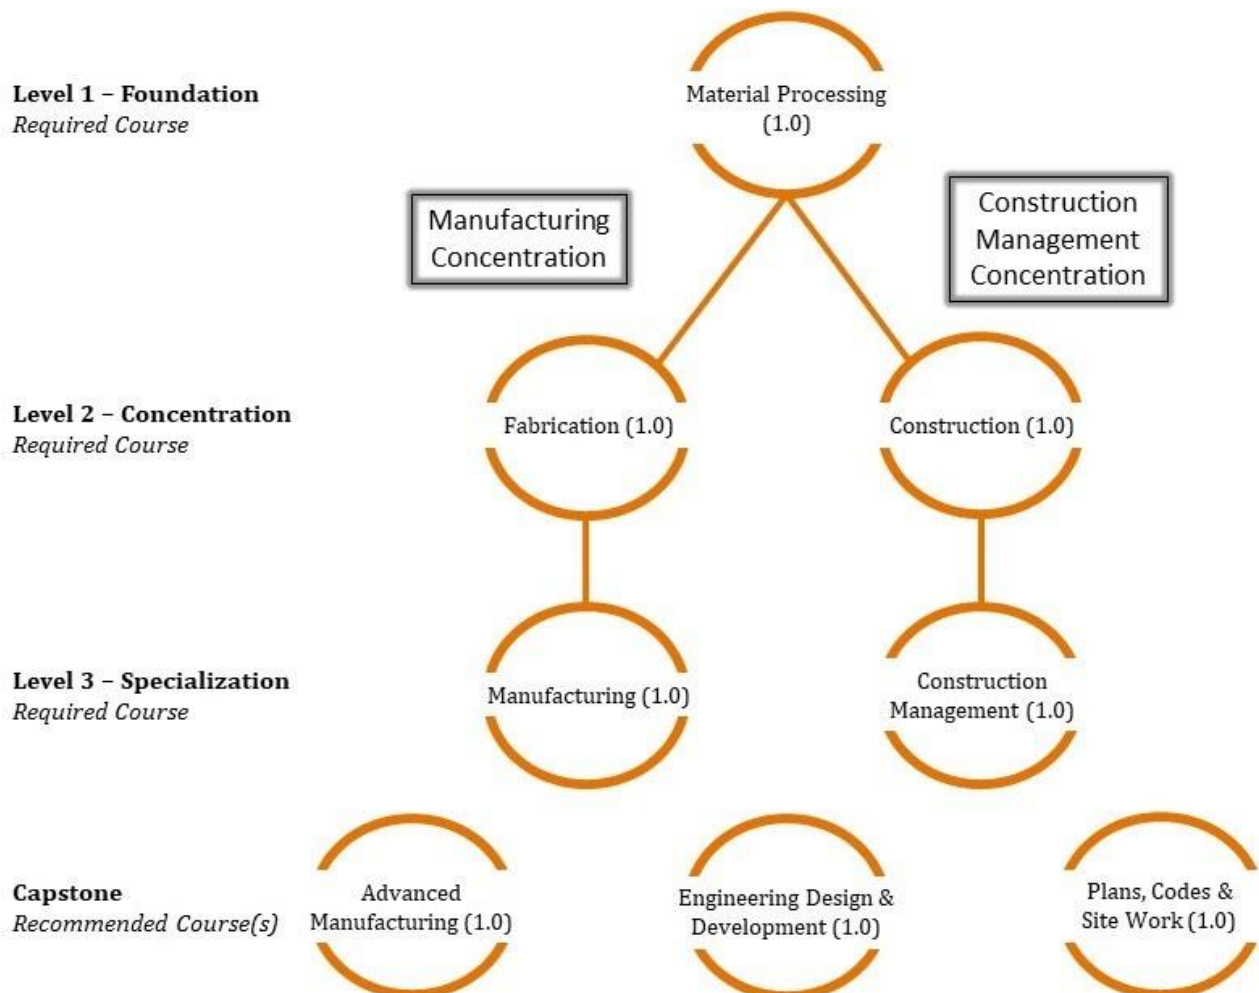 Level 1 – Foundation
Required Course
Material Processing
(1.0)
Manufacturing
Concentration
Construction
Management
Concentration
Level 2 – Concentration
Required Course
Fabrication (1.0)
Construction (1.0)
Level 3 – Specialization
Required Course
Manufacturing (1.0)
Construction
Management (1.0)
Capstone
Recommended Course(s)
Advanced
Manufacturing (1.0)
Engineering Design &
Development (1.0)
Plans, Codes &
Site Work (1.0)